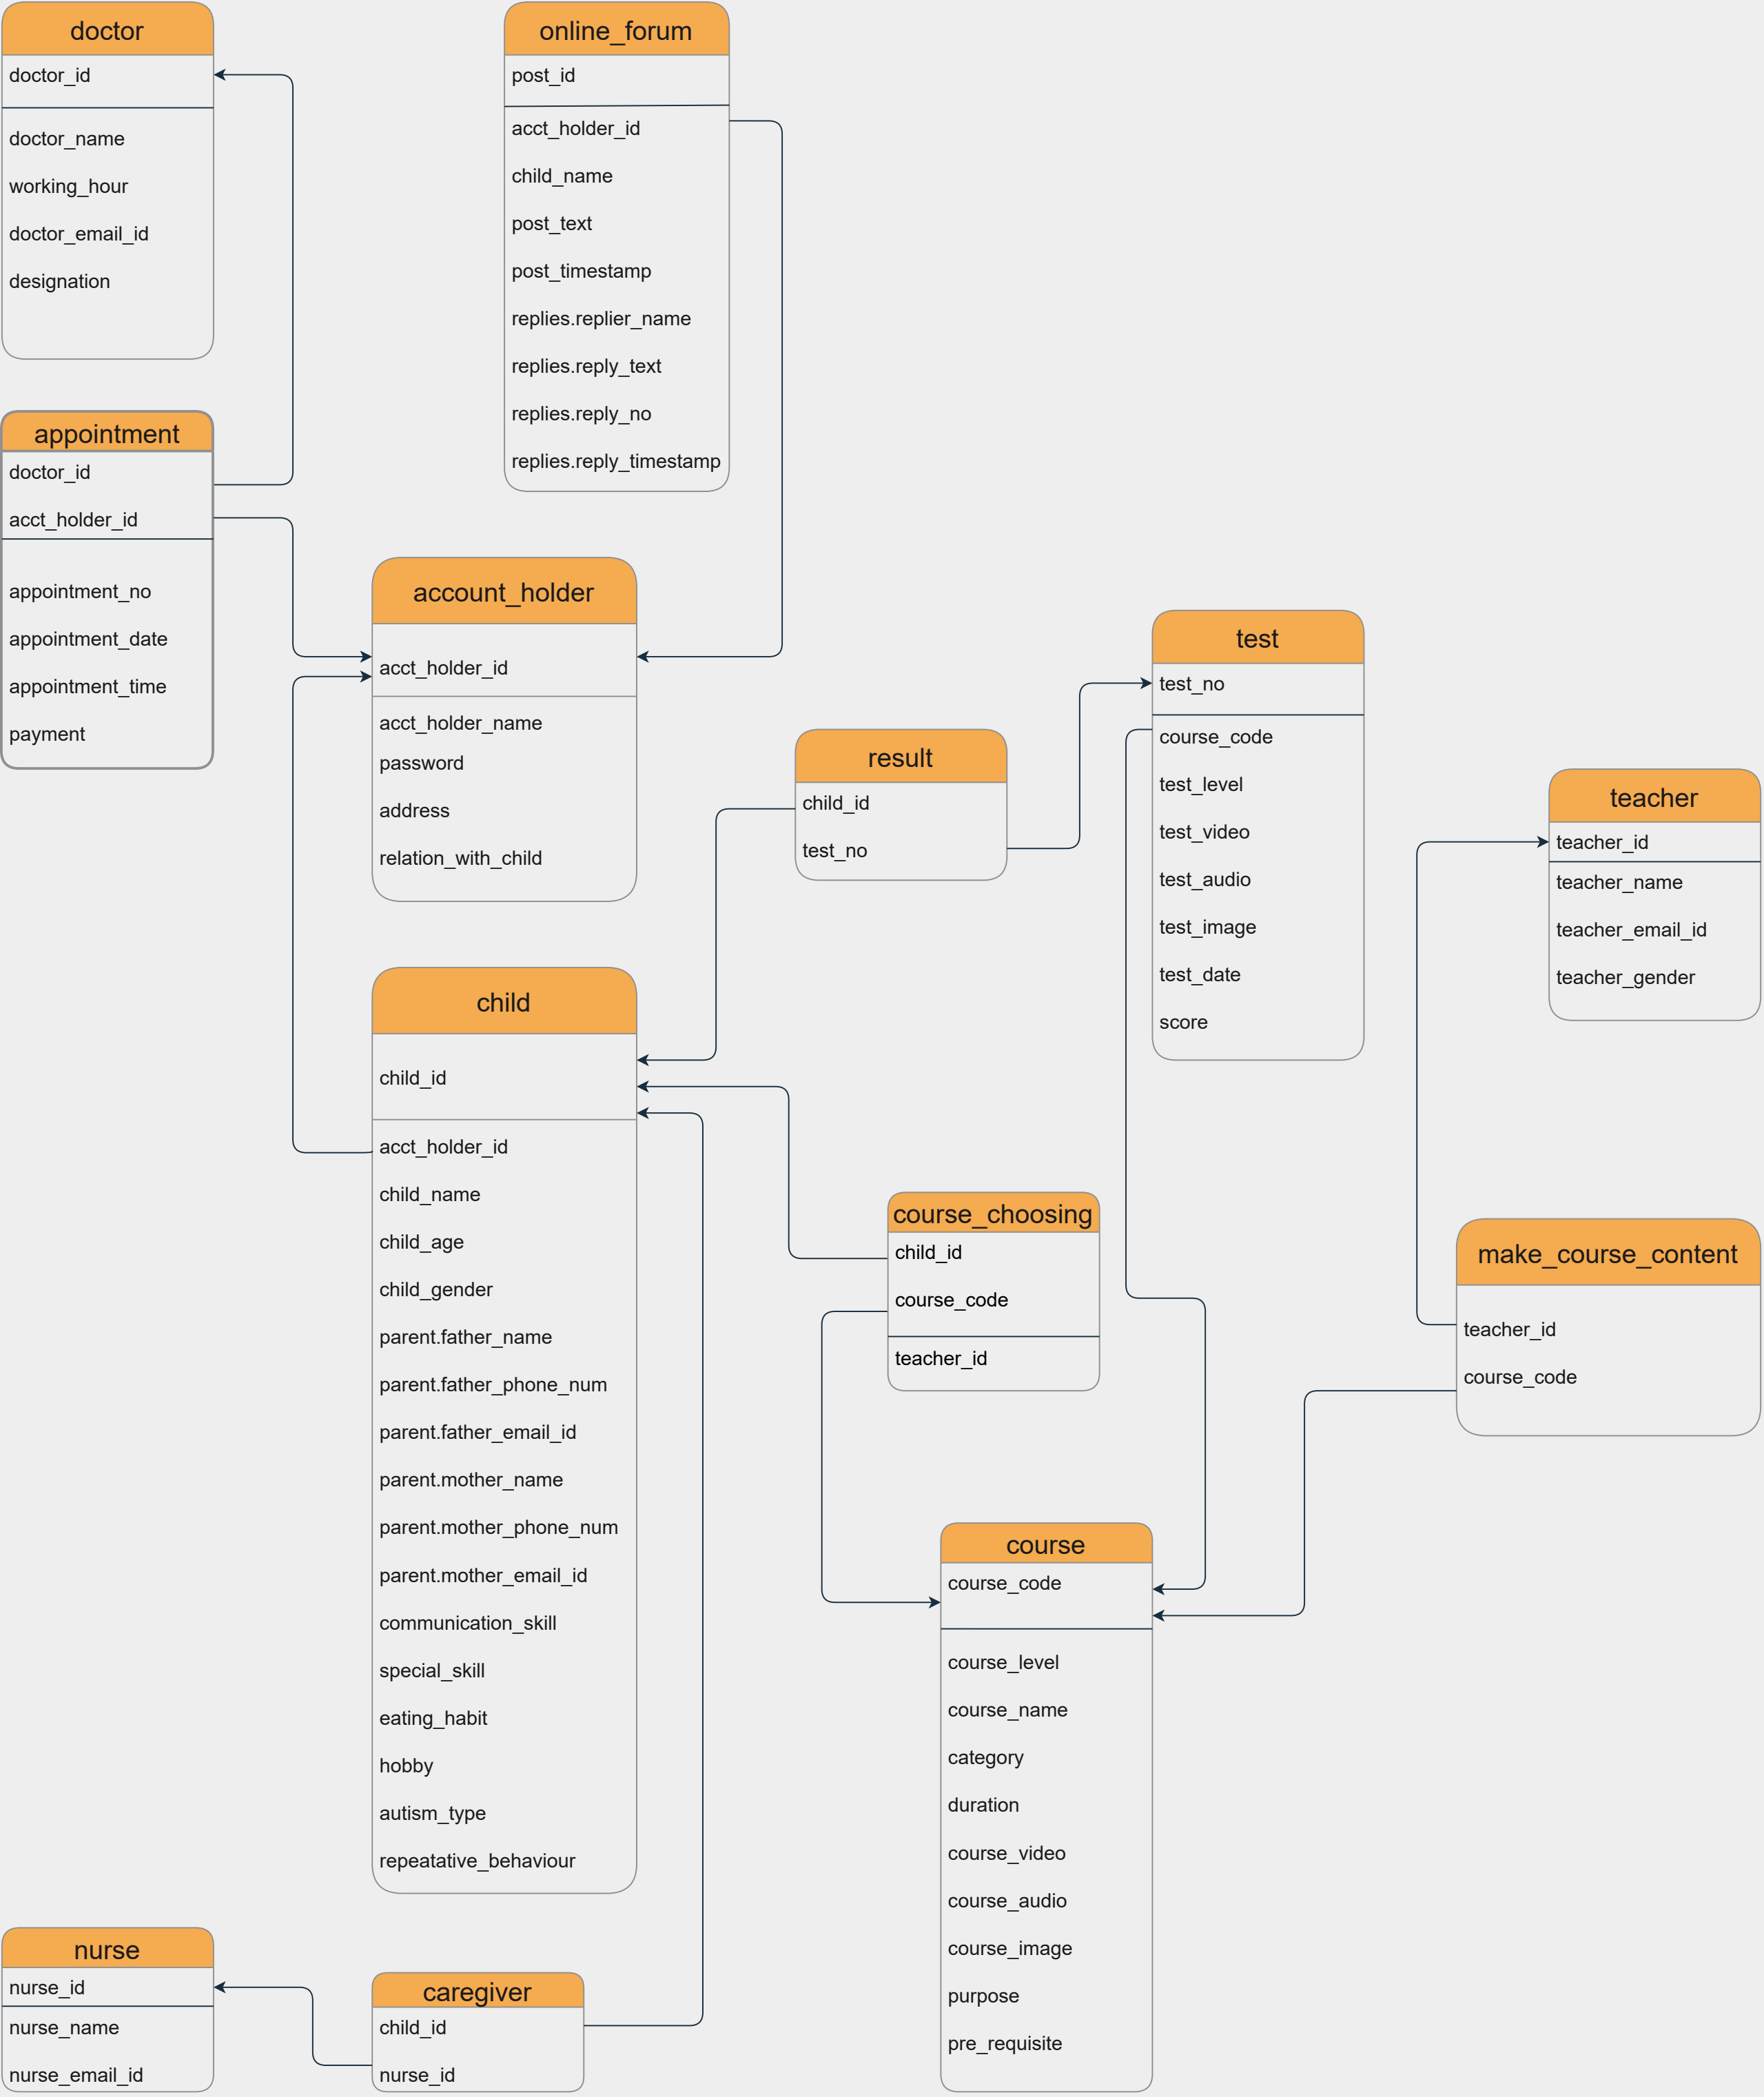 doctor
doctor_id
doctor_name
working_hour
doctor_email_id
designation
online_forum
post_id
acct_holder_id
child_name
post_text
post_timestamp
replies.replier_name
replies.reply_text
replies.reply_no
replies.reply_timestamp
appointment
doctor_id
acct_holder_id
appointment_no
appointment_date
appointment_time
payment
account_holder
acct_holder_id
acct_holder_name
password
address
relation_with_child
test
test_no
course_code
test_level
test_video
test_audio
test_image
test_date
score
result
child_id
test_no
teacher
teacher_id
teacher_name
teacher_email_id
teacher_gender
child
child_id
acct_holder_id
child_name
child_age
child_gender
parent.father_name
parent.father_phone_num
parent.father_email_id
parent.mother_name
parent.mother_phone_num
parent.mother_email_id
communication_skill
special_skill
eating_habit
hobby
autism_type
repeatative_behaviour
course_choosing
child_id
course_code
teacher_id
make_course_content
teacher_id
course_code
course
course_code
course_level
course_name
category
duration
course_video
course_audio
course_image
purpose
pre_requisite
nurse
nurse_id
nurse_name
nurse_email_id
caregiver
child_id
nurse_id